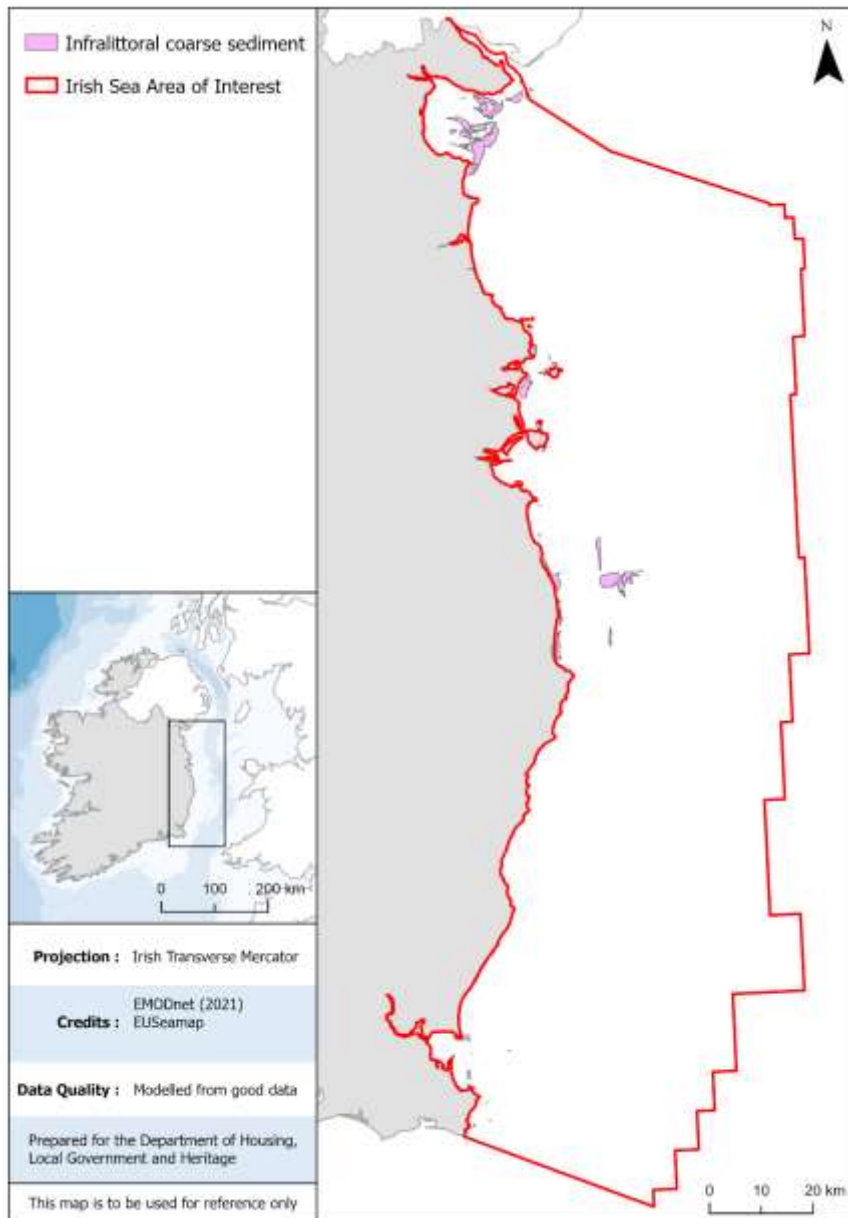 Infralittoral coarse sediment
Irish Sea Area of Interest
N
0 100 200 km
Projection : Irish Transverse Mercator
Credits : EMODnet (2021)
EUSeamap
Data Quality : Modelled from good data
Prepared for the Department of Housing,
Local Government and Heritage
This map is to be used for reference only
0 10 20 km